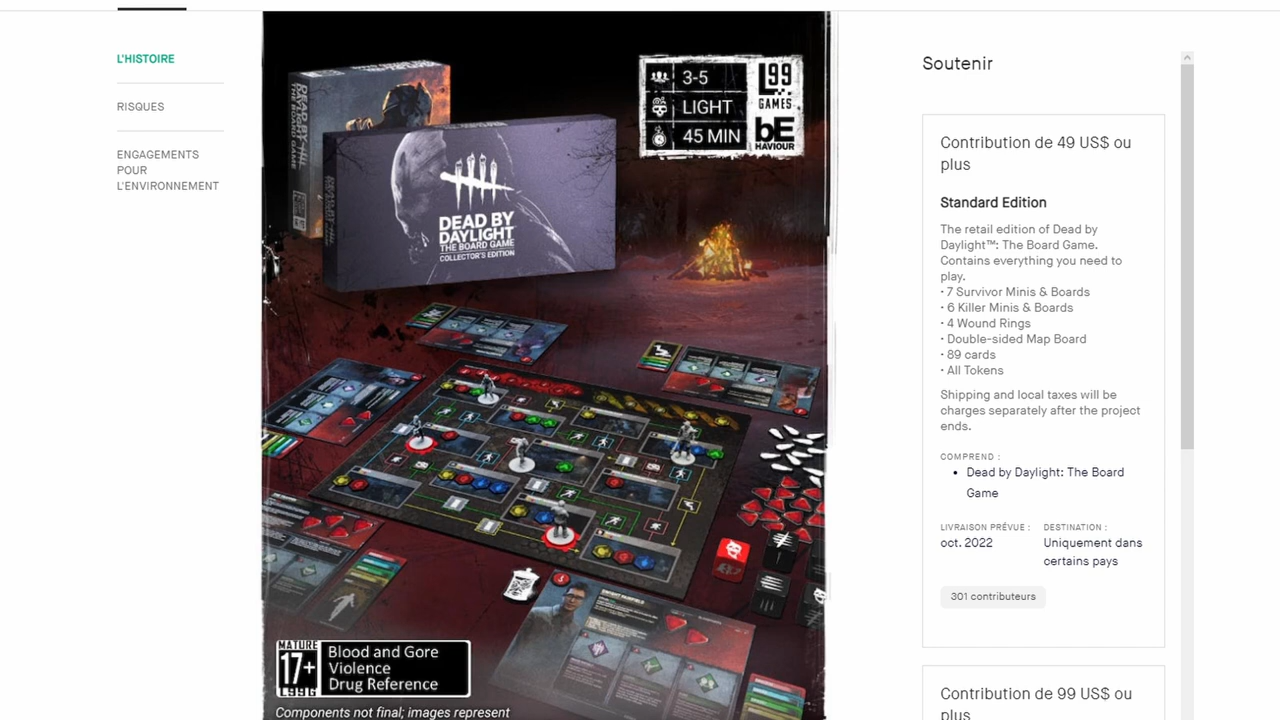 L'HISTOIRE
RISQUES
ENGAGEMENTS
POUR
L'ENVIRONNEMENT
DEAD BY DAYLIGHT
THE BOARD GAME
3-5
LIGHT
45 MIN
L99
GAMES
bE
HAVIOUR
DEAD BY
DAYLIGHT
THE BOARD GAME
COLLECTOR'S EDITION
MATURE
17+
L99G
Blood and Gore
Violence
Drug Reference
Components not final; images represent
Soutenir
Contribution de 49 US$ ou
plus
Standard Edition
The retail edition of Dead by
Daylight™: The Board Game.
Contains everything you need to
play.
• 7 Survivor Minis & Boards
• 6 Killer Minis & Boards
• 4 Wound Rings
• Double-sided Map Board
• 89 cards
• All Tokens
Shipping and local taxes will be
charges separately after the project
ends.
COMPREND :
• Dead by Daylight: The Board
Game
LIVRAISON PRÉVUE :
oct. 2022
DESTINATION :
Uniquement dans
certains pays
301 contributeurs
Contribution de 99 US$ ou
plus